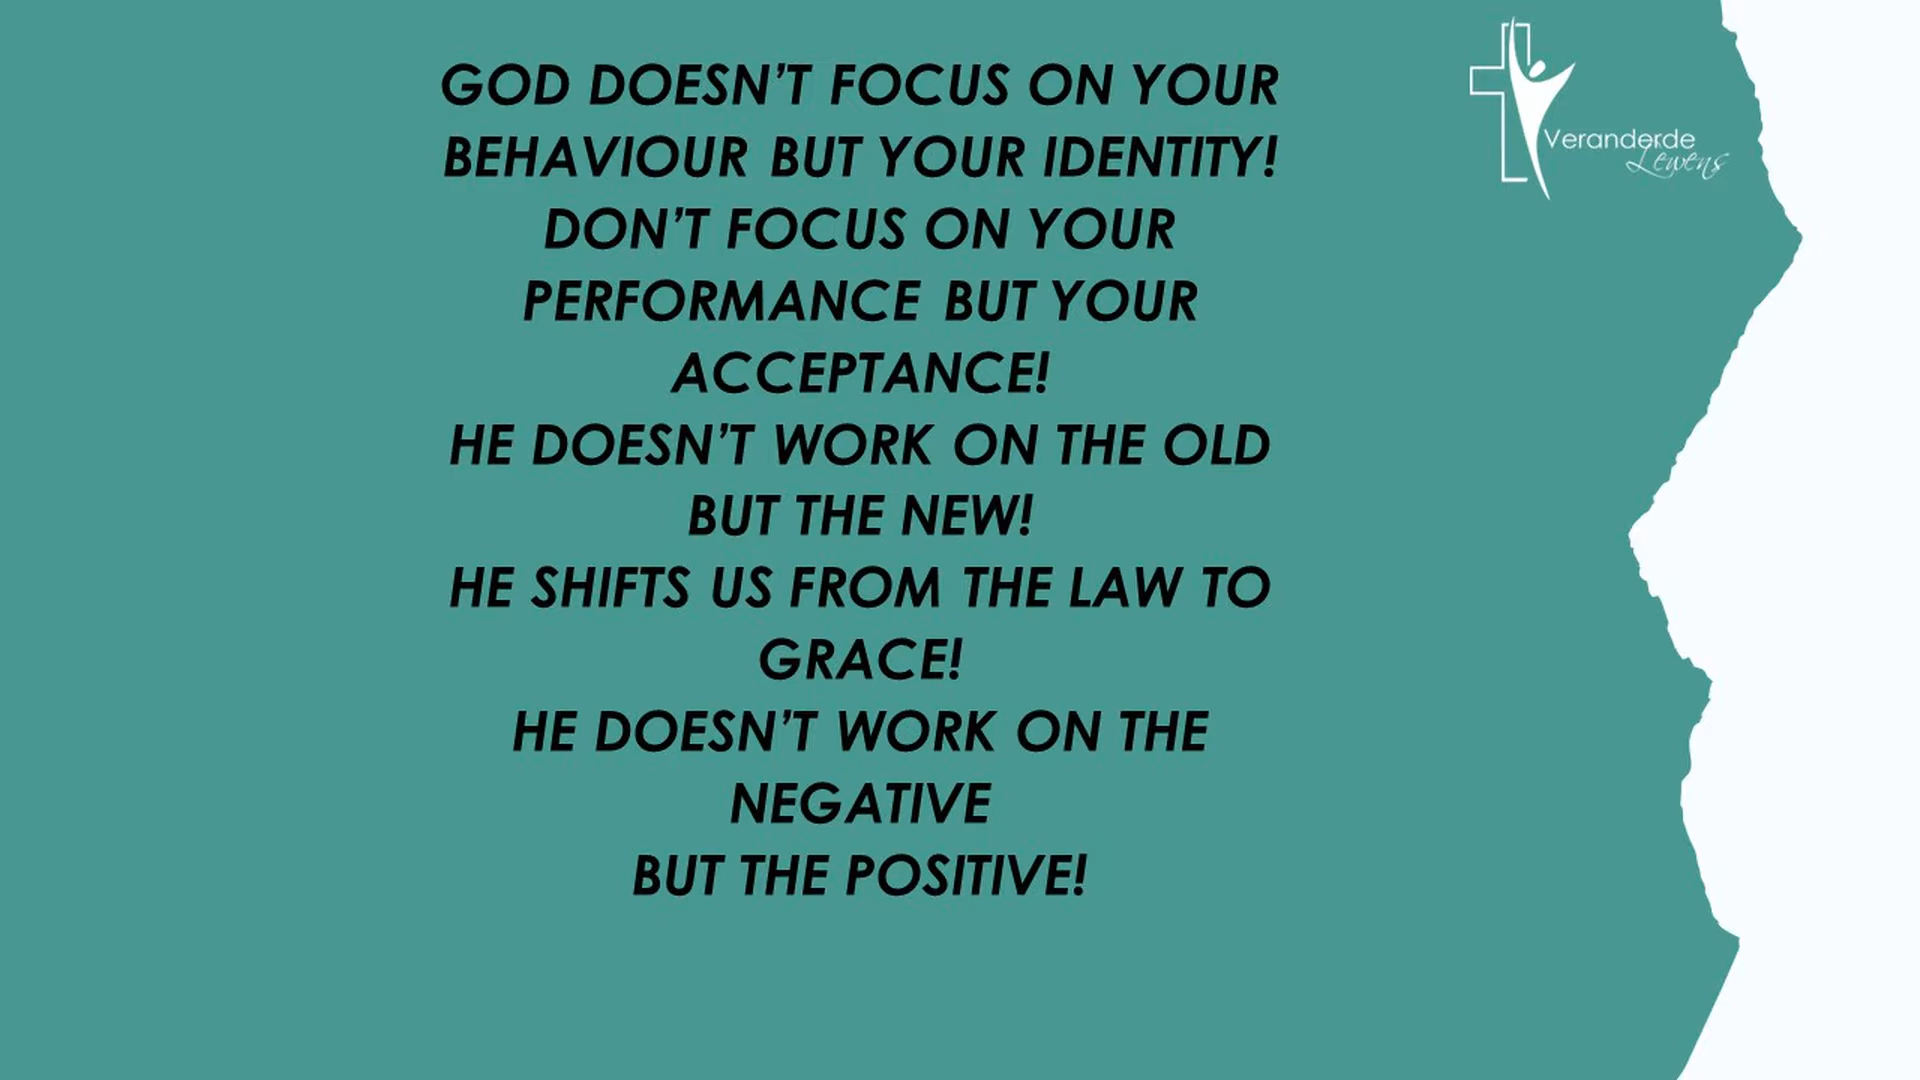 GOD DOESN’T FOCUS ON YOUR
BEHAVIOUR BUT YOUR IDENTITY!
DON’T FOCUS ON YOUR
PERFORMANCE BUT YOUR
ACCEPTANCE!
HE DOESN’T WORK ON THE OLD
BUT THE NEW!
HE SHIFTS US FROM THE LAW TO
GRACE!
HE DOESN’T WORK ON THE
NEGATIVE
BUT THE POSITIVE!
Veranderde
Lewens